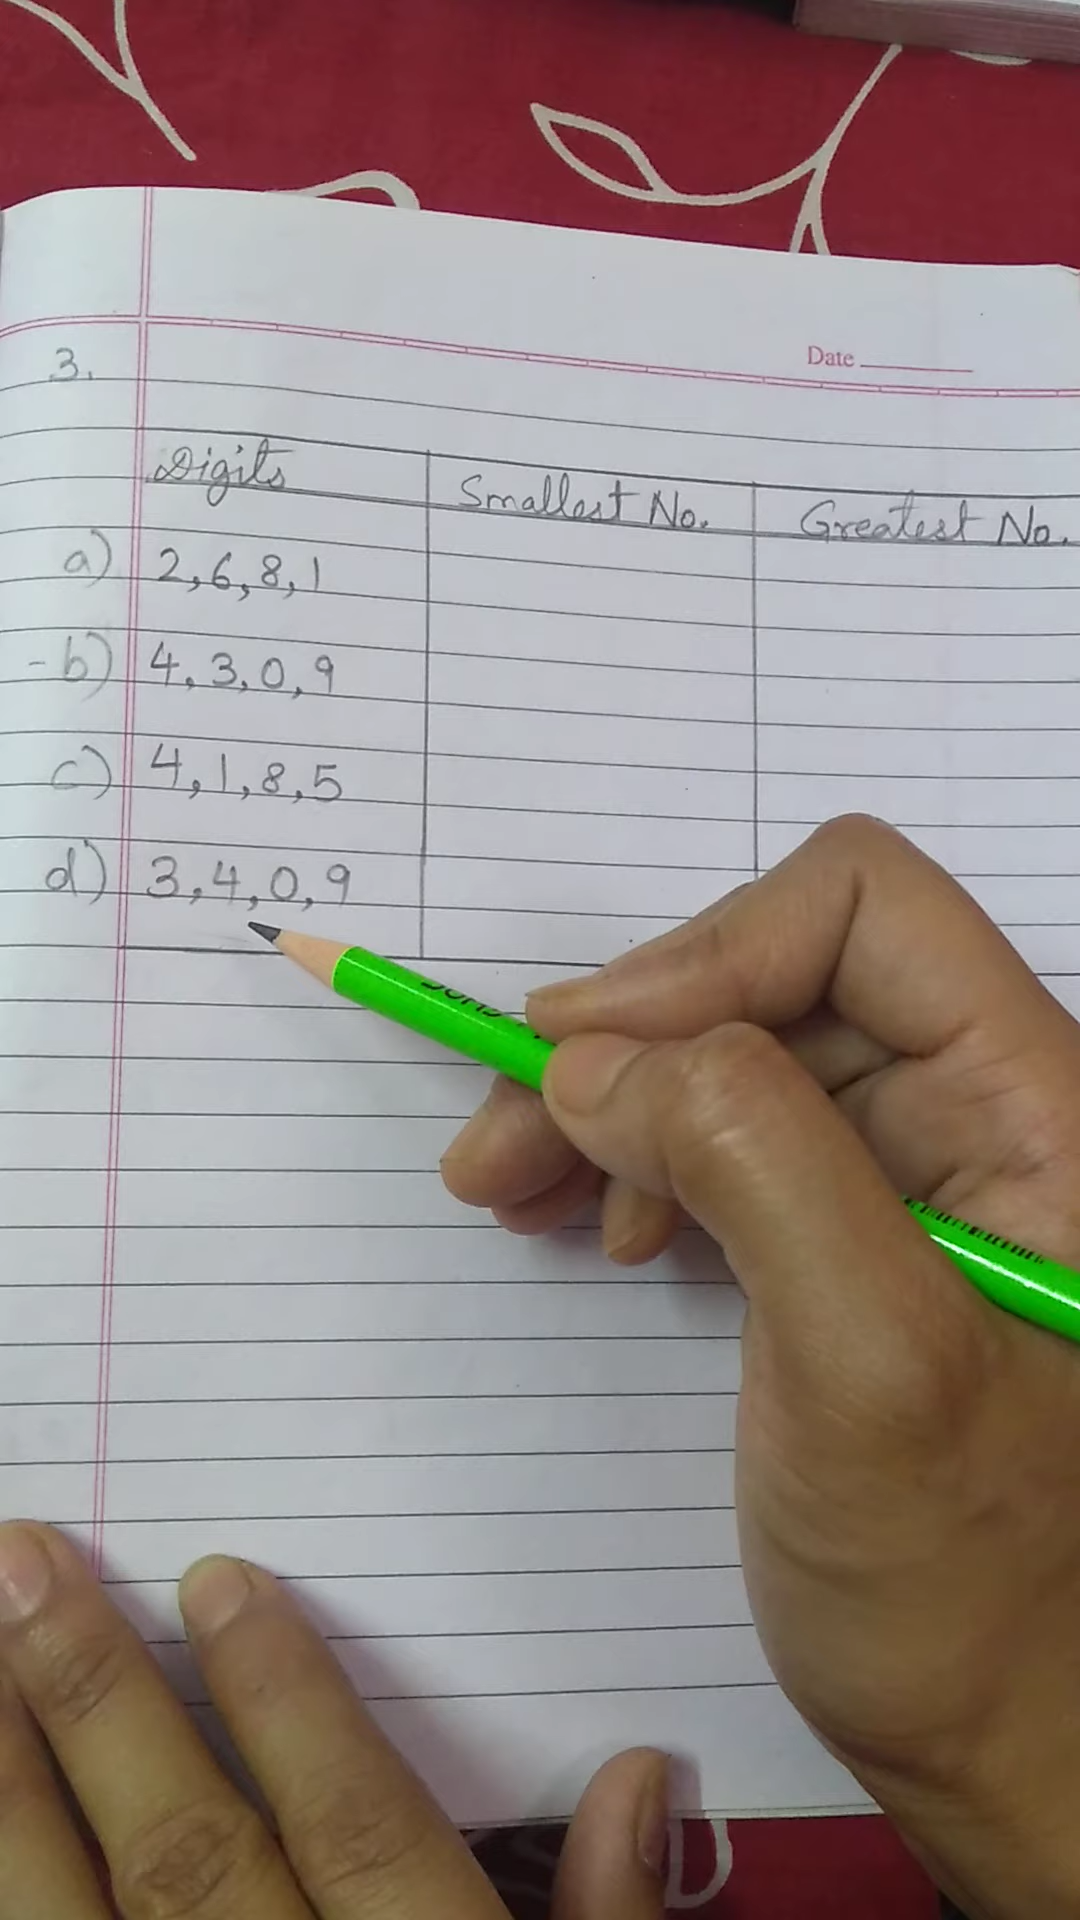 Date
3.
Digits Smallest No. Greatest No.
a) 2,6,8,1
b) 4,3,0,9
c) 4,1,8,5
d) 3,4,0,9